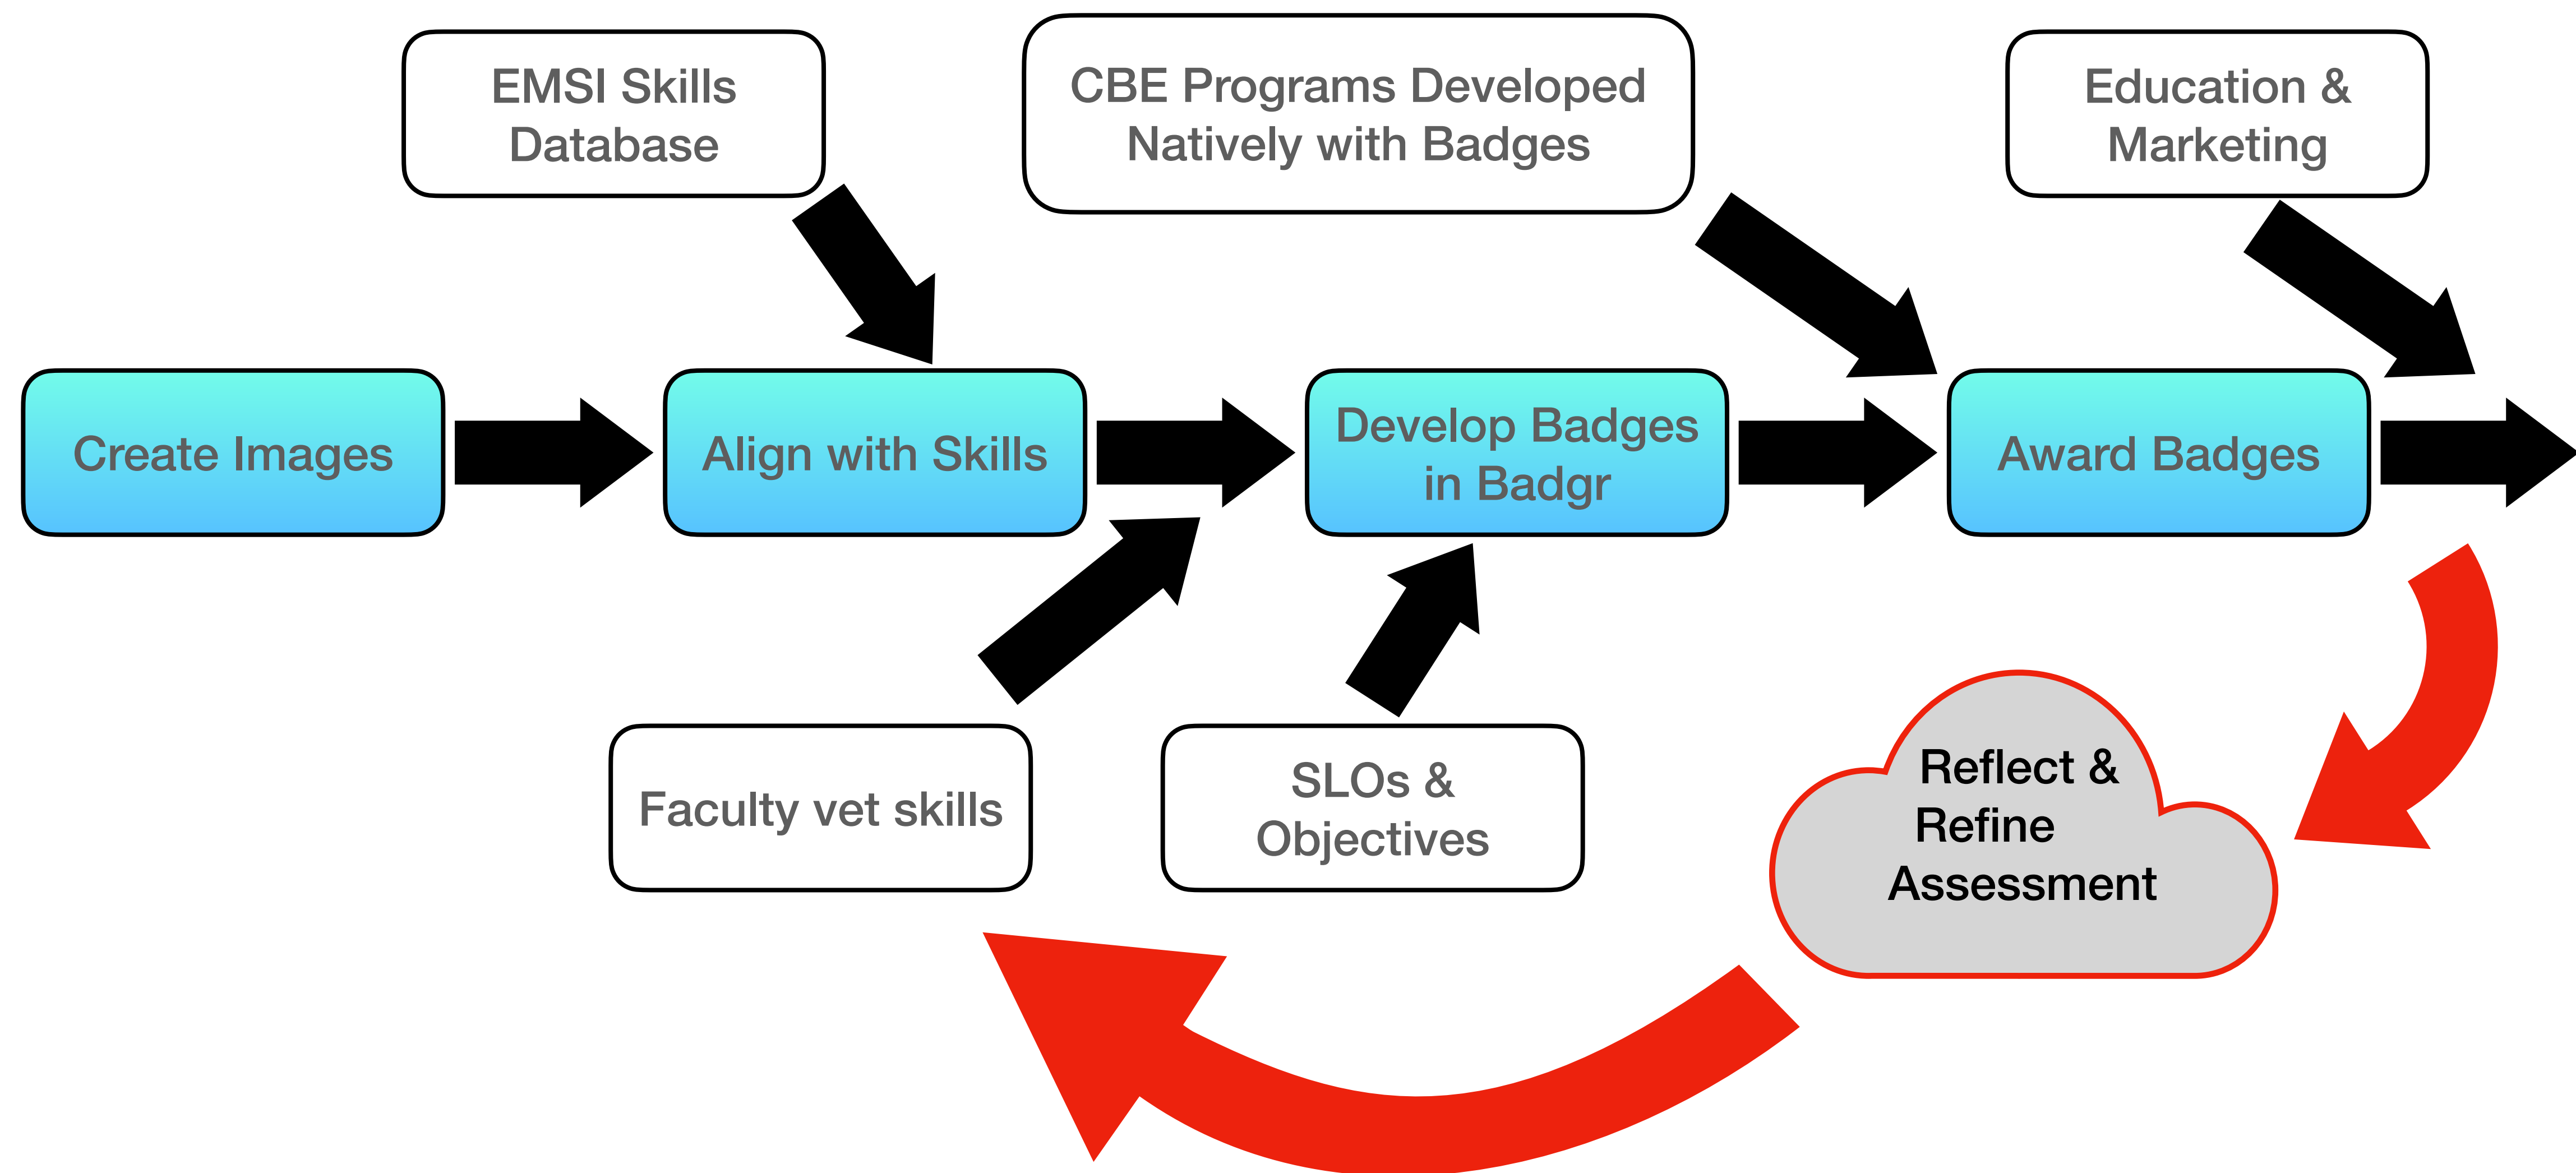 EMSI Skills
Database
CBE Programs Developed
Natively with Badges
Education &
Marketing
Create Images
Align with Skills
Develop Badges
in Badgr
Award Badges
Faculty vet skills
SLOs &
Objectives
Reflect &
Refine
Assessment